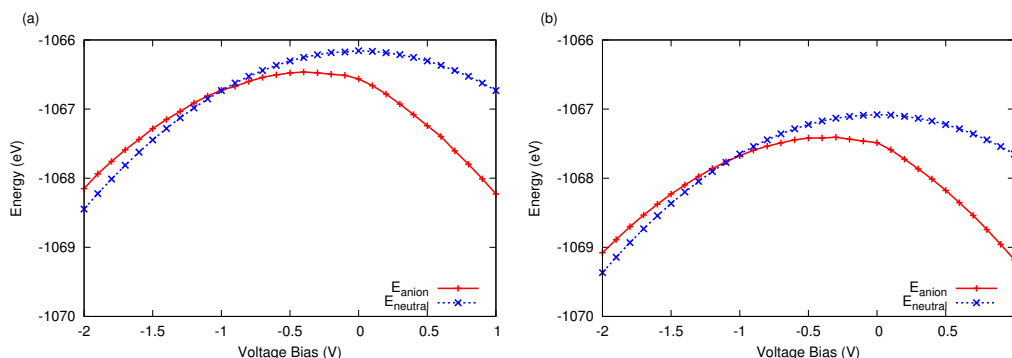 (a)
-1066
-1067
-1068
-1069
-1070
Energy (eV)
-2
-1.5
-1
-0.5
0
0.5
1
Voltage Bias (V)
E_anion
E_neutral
(b)
-1066
-1067
-1068
-1069
-1070
Energy (eV)
-2
-1.5
-1
-0.5
0
0.5
Voltage Bias (V)
E_anion
E_neutral